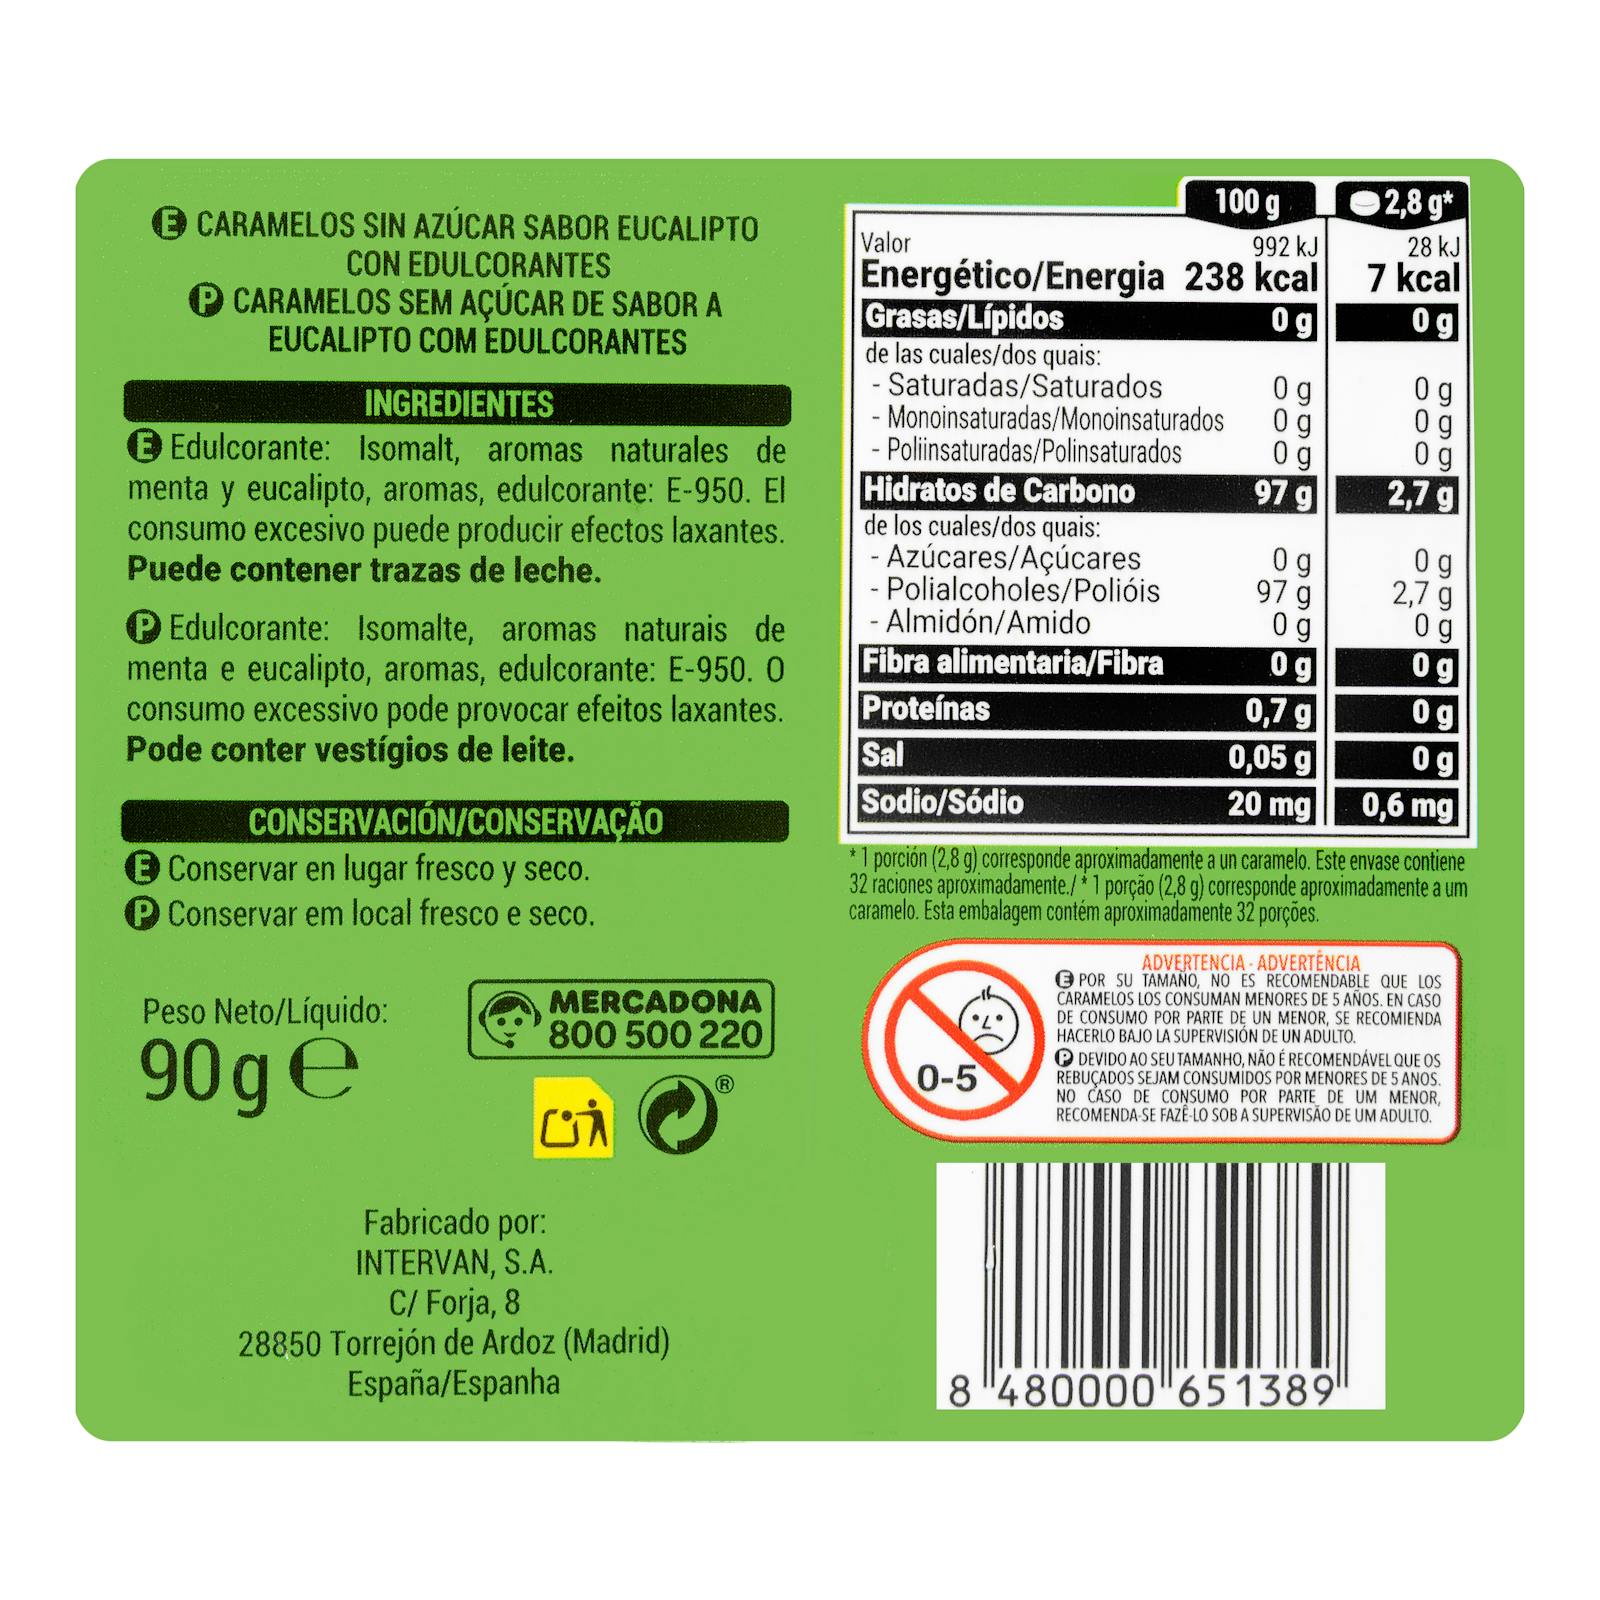 E CARAMELOS SIN AZÚCAR SABOR EUCALIPTO
CON EDULCORANTES
P CARAMELOS SEM AÇÚCAR DE SABOR A
EUCALIPTO COM EDULCORANTES
INGREDIENTES
E Edulcorante: Isomalt, aromas naturales de
menta y eucalipto, aromas, edulcorante: E-950. El
consumo excesivo puede producir efectos laxantes.
Puede contener trazas de leche.
P Edulcorante: Isomalte, aromas naturais de
menta e eucalipto, aromas, edulcorante: E-950. O
consumo excessivo pode provocar efeitos laxantes.
Pode conter vestígios de leite.
CONSERVACIÓN/CONSERVAÇÃO
E Conservar en lugar fresco y seco.
P Conservar em local fresco e seco.
Peso Neto/Líquido:
90 g ℮
MERCADONA
800 500 220
®
Fabricado por:
INTERVAN, S.A.
C/ Forja, 8
28850 Torrejón de Ardoz (Madrid)
España/Espanha
100 g 2,8 g*
Valor 992 kJ 28 kJ
Energético/Energia 238 kcal 7 kcal
Grasas/Lípidos 0 g 0 g
de las cuales/dos quais:
- Saturadas/Saturados 0 g 0 g
- Monoinsaturadas/Monoinsaturados 0 g 0 g
- Poliinsaturadas/Polinsaturados 0 g 0 g
Hidratos de Carbono 97 g 2,7 g
de los cuales/dos quais:
- Azúcares/Açúcares 0 g 0 g
- Polialcoholes/Polióis 97 g 2,7 g
- Almidón/Amido 0 g 0 g
Fibra alimentaria/Fibra 0 g 0 g
Proteínas 0,7 g 0 g
Sal 0,05 g 0 g
Sodio/Sódio 20 mg 0,6 mg
* 1 porción (2,8 g) corresponde aproximadamente a un caramelo. Este envase contiene
32 raciones aproximadamente./ * 1 porção (2,8 g) corresponde aproximadamente a um
caramelo. Esta embalagem contém aproximadamente 32 porções.
0-5
ADVERTENCIA - ADVERTÊNCIA
E POR SU TAMAÑO, NO ES RECOMENDABLE QUE LOS
CARAMELOS LOS CONSUMAN MENORES DE 5 AÑOS. EN CASO
DE CONSUMO POR PARTE DE UN MENOR, SE RECOMIENDA
HACERLO BAJO LA SUPERVISIÓN DE UN ADULTO.
P DEVIDO AO SEU TAMANHO, NÃO É RECOMENDÁVEL QUE OS
REBUÇADOS SEJAM CONSUMIDOS POR MENORES DE 5 ANOS.
NO CASO DE CONSUMO POR PARTE DE UM MENOR,
RECOMENDA-SE FAZÊ-LO SOB A SUPERVISÃO DE UM ADULTO.
8 480000 651389